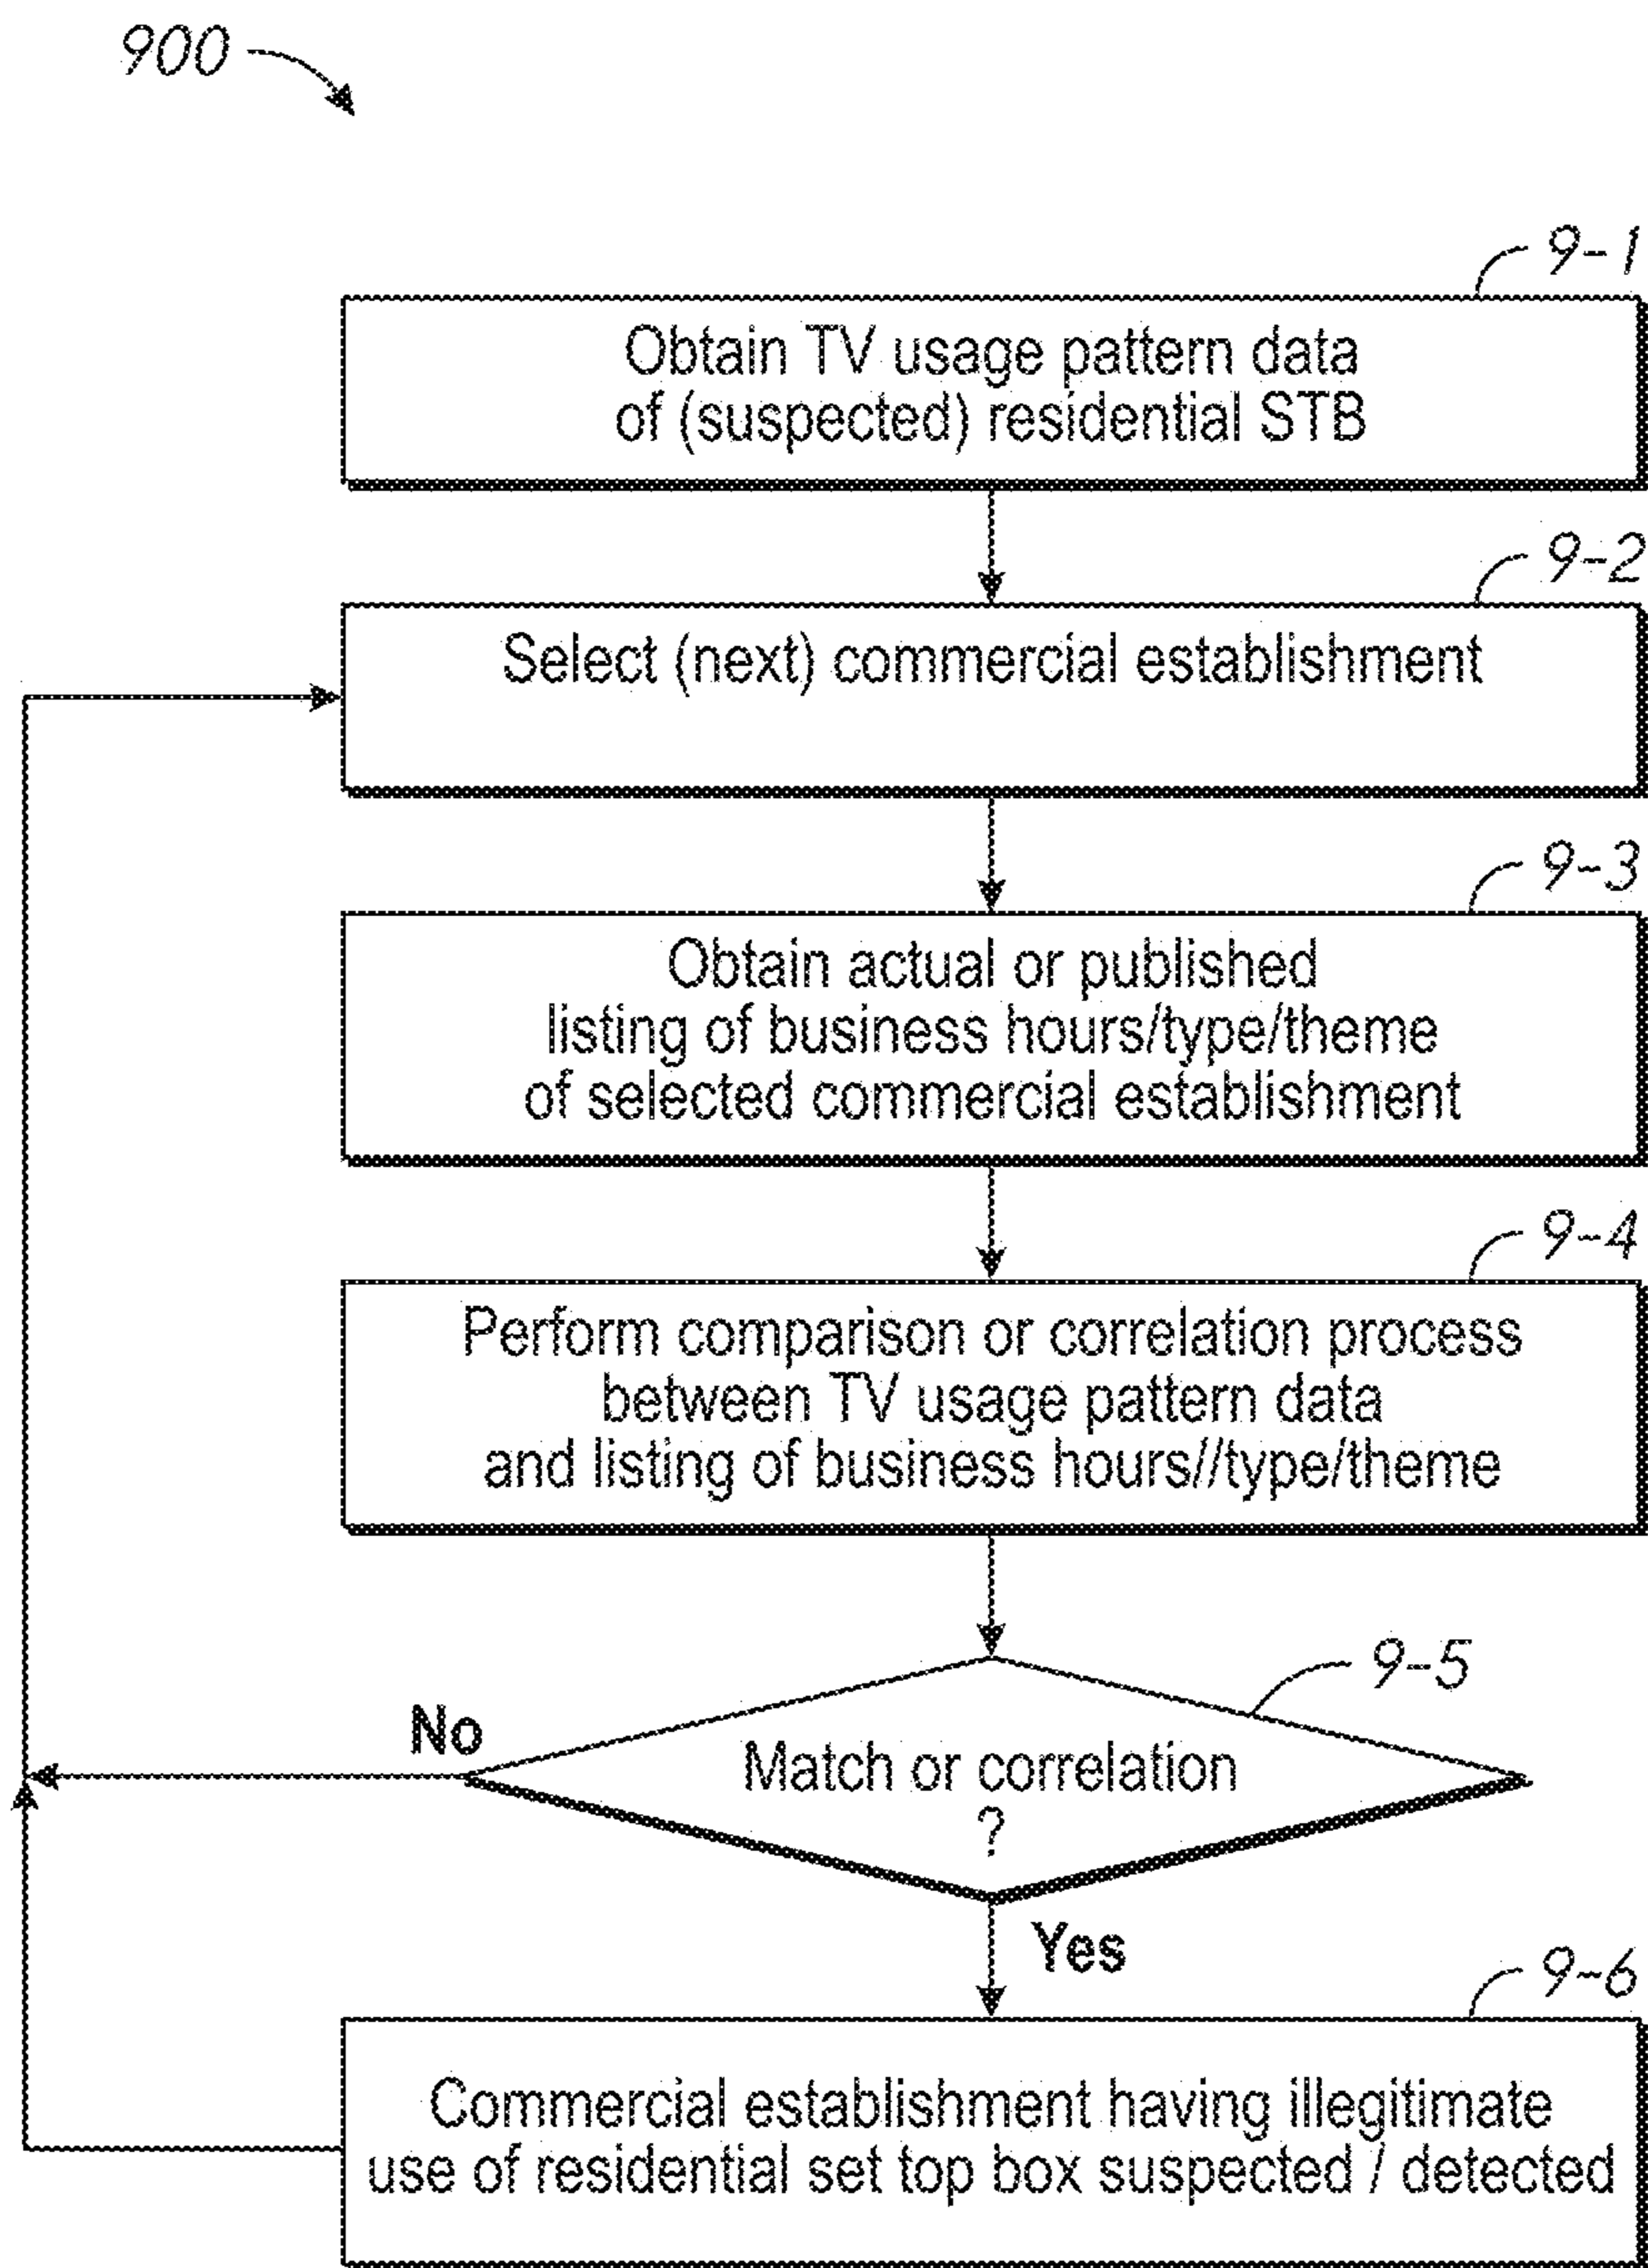 900
9-1
Obtain TV usage pattern data
of (suspected) residential STB
9-2
Select (next) commercial establishment
9-3
Obtain actual or published
listing of business hours/type/theme
of selected commercial establishment
9-4
Perform comparison or correlation process
between TV usage pattern data
and listing of business hours//type/theme
9-5
No
Match or correlation
?
Yes
9-6
Commercial establishment having illegitimate
use of residential set top box suspected / detected